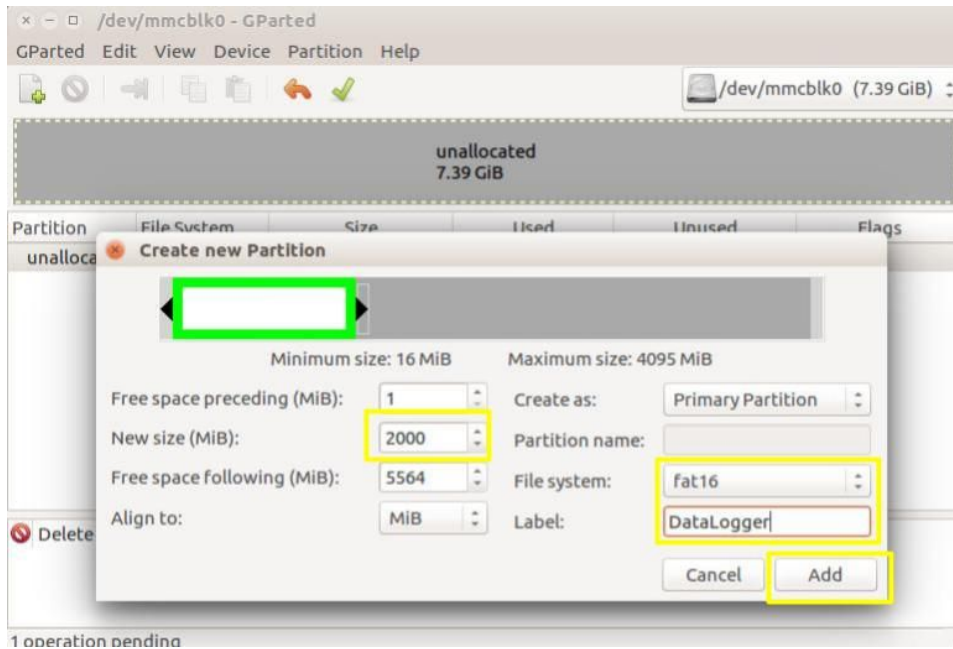 /dev/mmcblk0 - GParted
GParted Edit View Device Partition Help
/dev/mmcblk0 (7.39 GiB)
unallocated
7.39 GiB
Partition File System Size Used Unused Flags
unalloca
Create new Partition
Minimum size: 16 MiB Maximum size: 4095 MiB
Free space preceding (MiB): 1 Create as: Primary Partition
New size (MiB): 2000 Partition name:
Free space following (MiB): 5564 File system: fat16
Align to: MiB Label: DataLogger
Delete
Cancel Add
1 operation pending